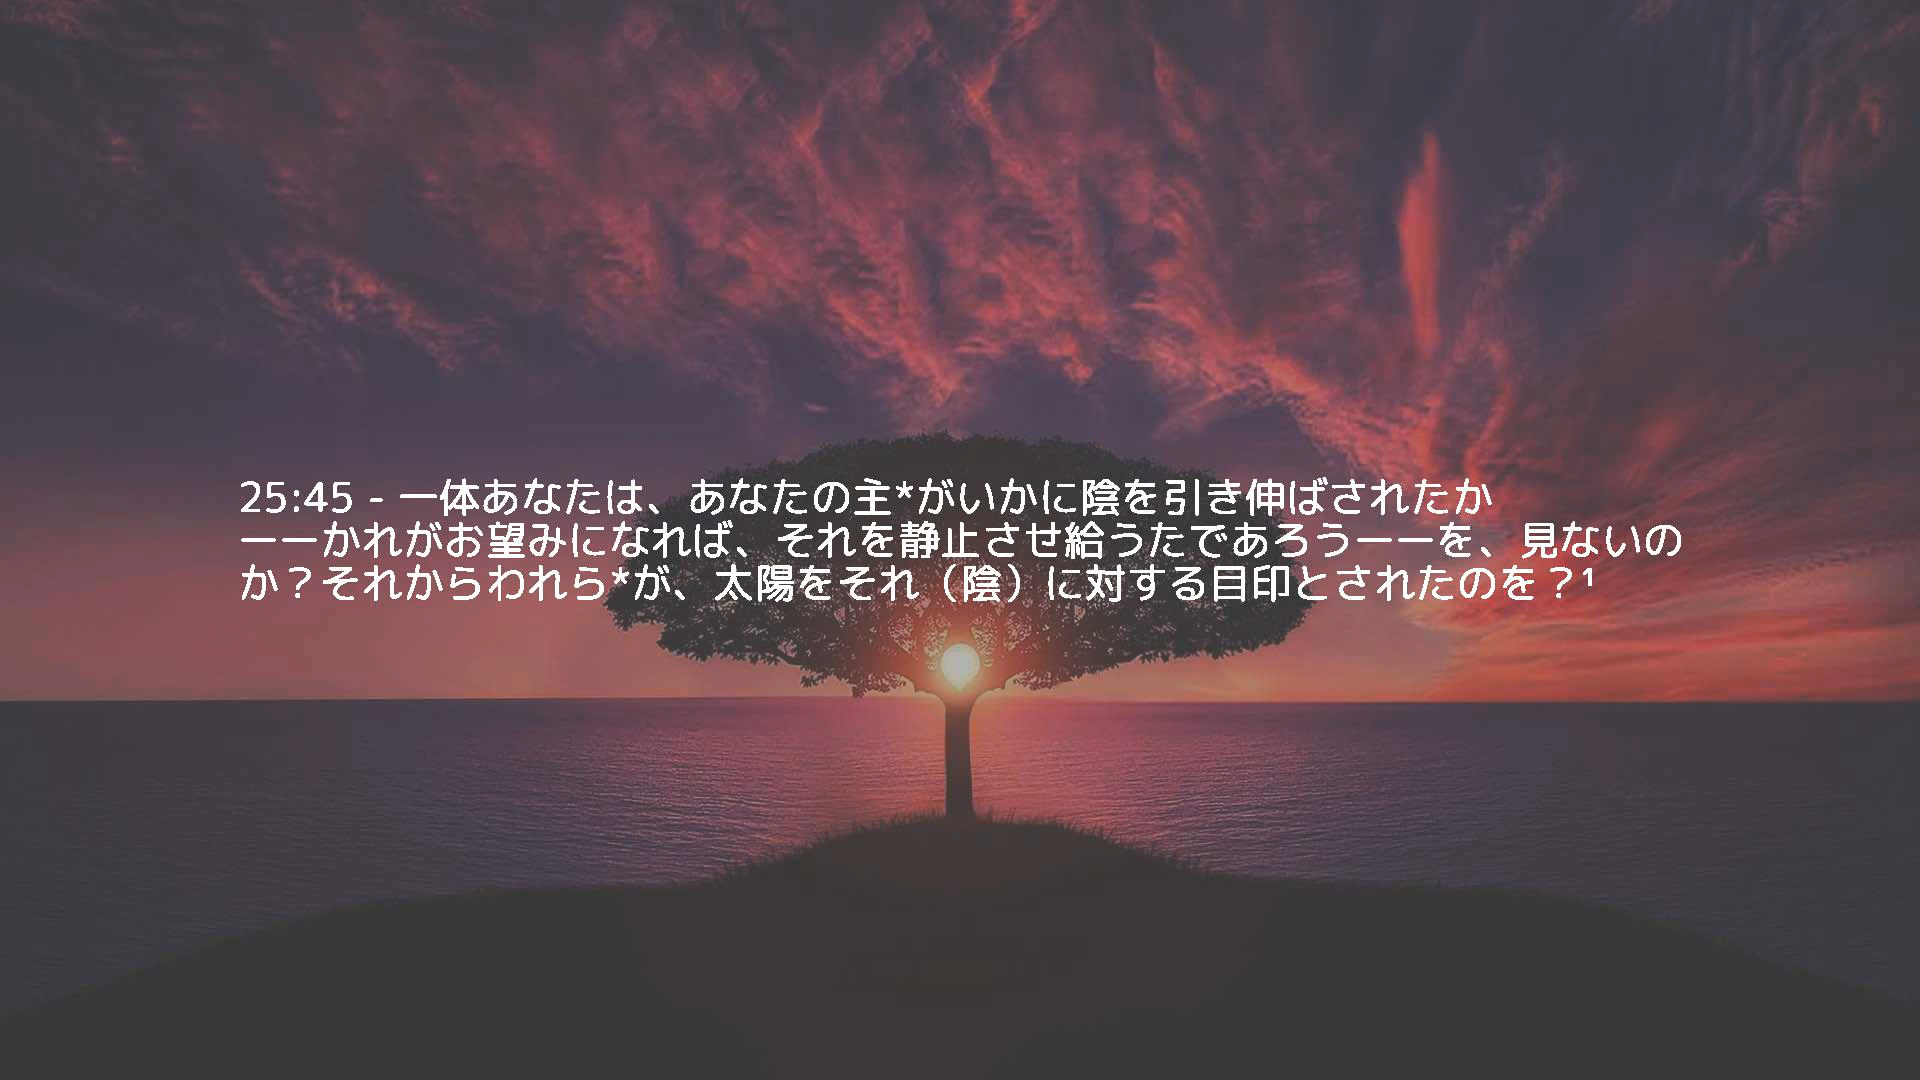 25:45 - 一体あなたは、あなたの主*がいかに陰を引き伸ばされたか
ーーかれがお望みになれば、それを静止させ給うたであろうーーを、見ないの
か？それからわれら*が、太陽をそれ（陰）に対する目印とされたのを？¹